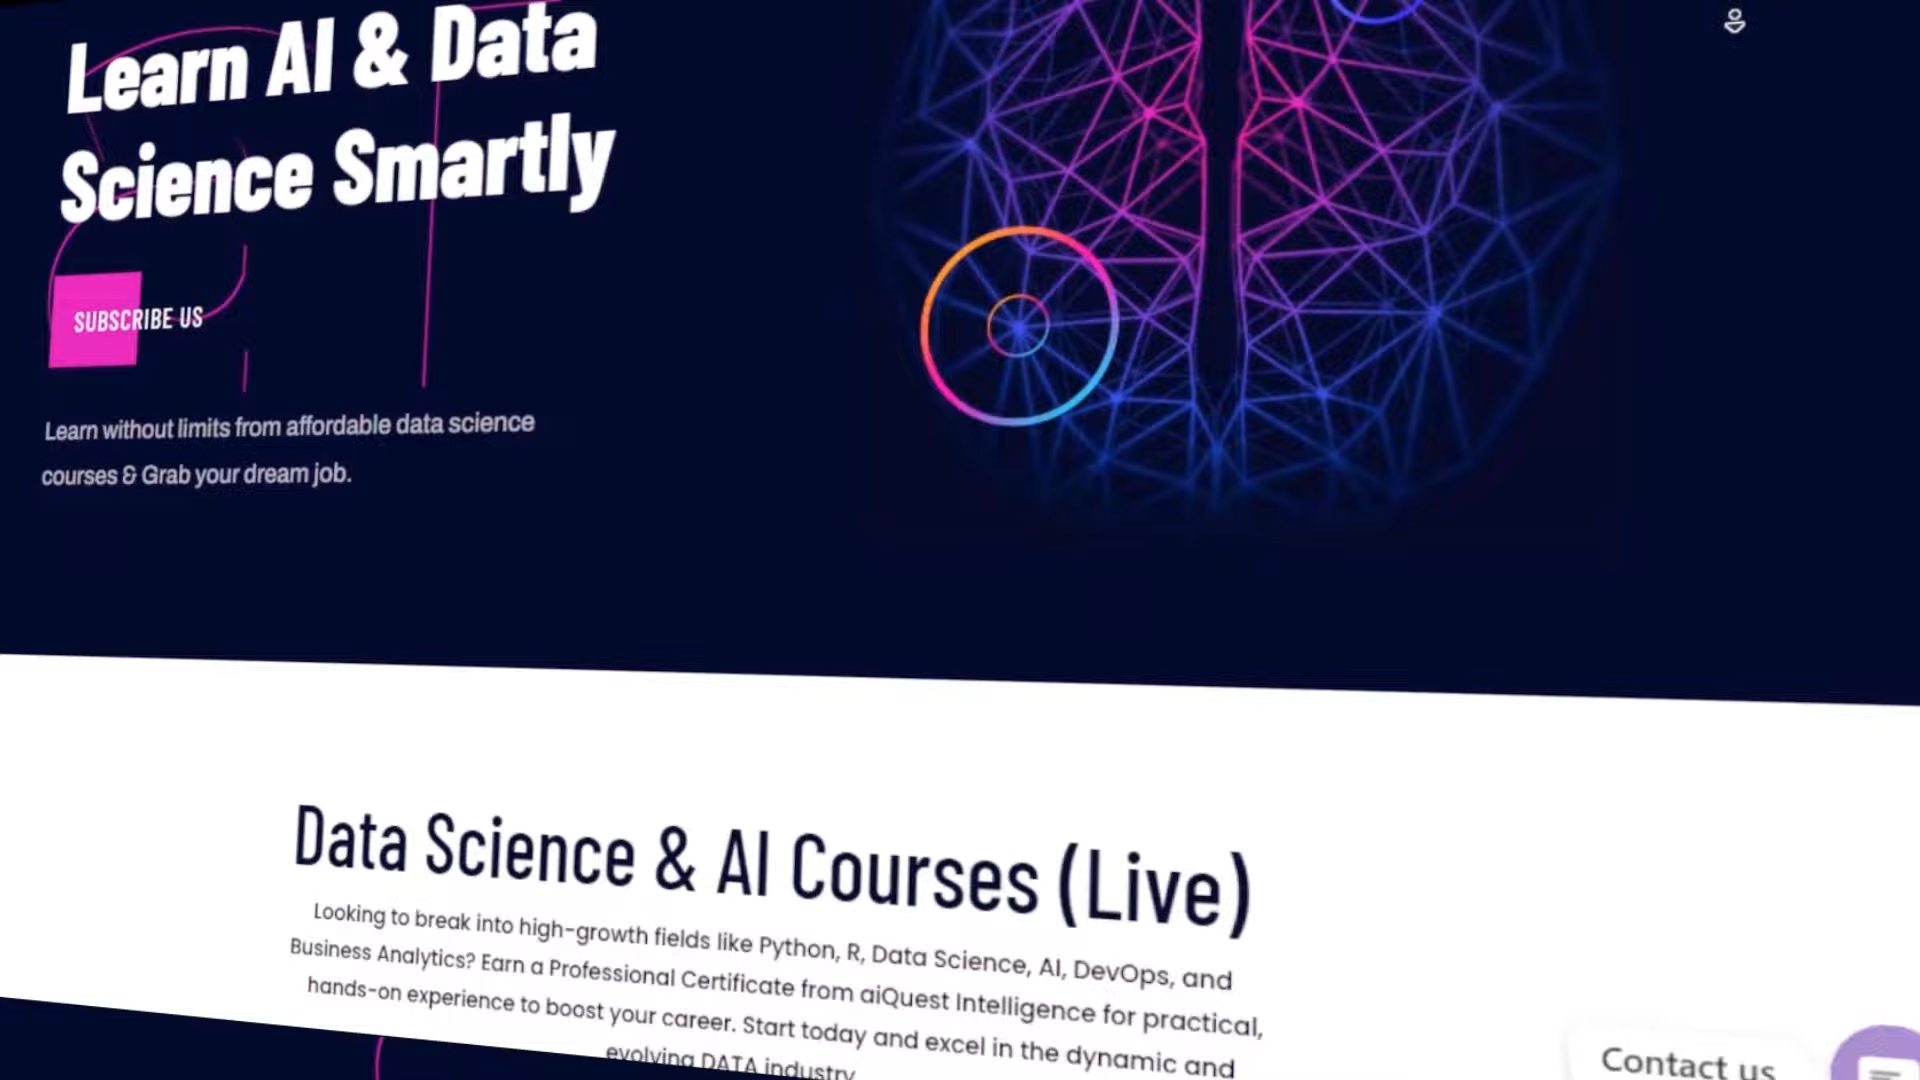 Learn AI & Data
Science Smartly
SUBSCRIBE US
Learn without limits from affordable data science
courses & Grab your dream job.
Data Science & AI Courses (Live)
Looking to break into high-growth fields like Python, R, Data Science, AI, DevOps, and
Business Analytics? Earn a Professional Certificate from aiQuest Intelligence for practical,
hands-on experience to boost your career. Start today and excel in the dynamic and
evolving DATA industry
Contact us